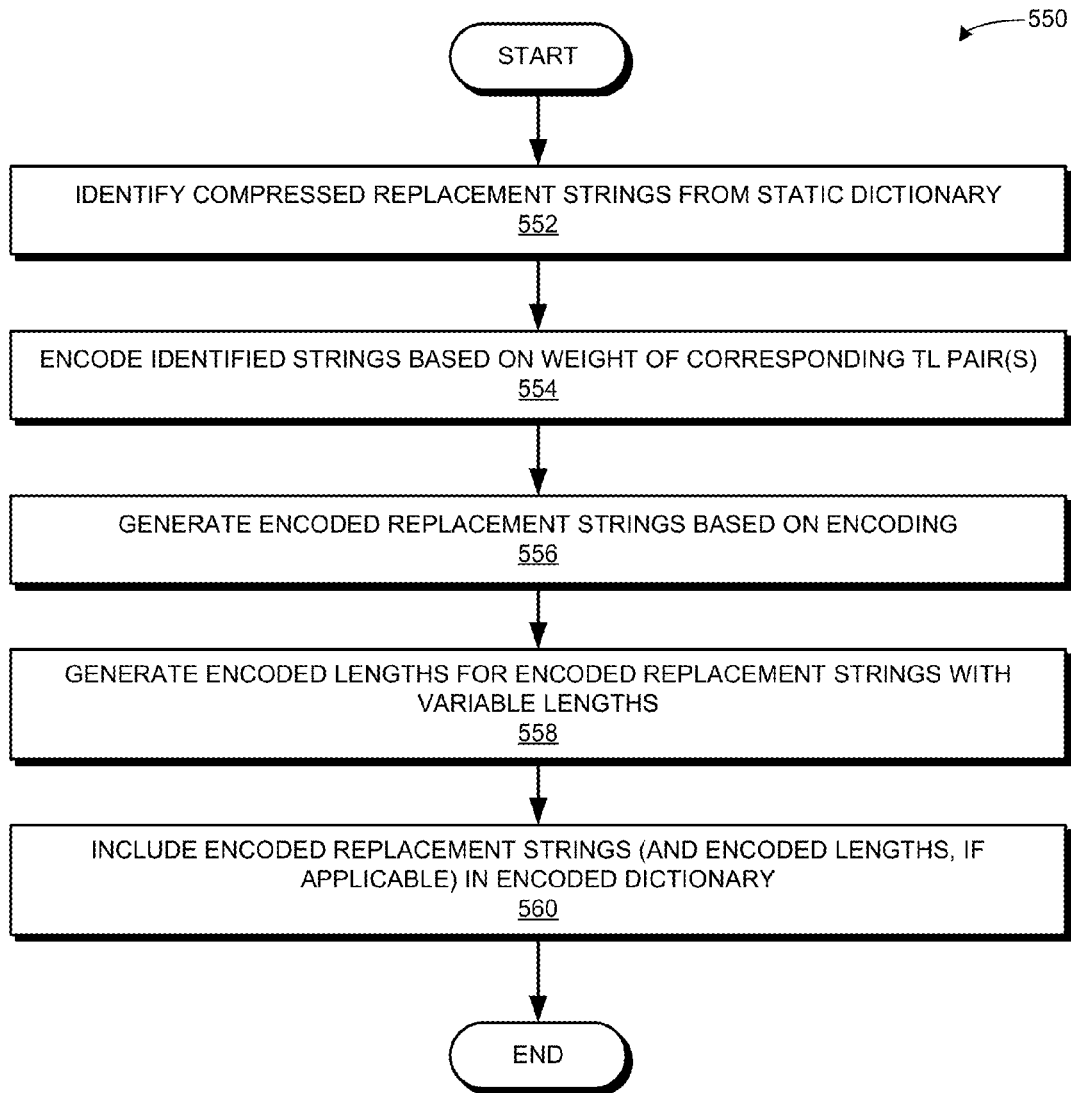 550
START
IDENTIFY COMPRESSED REPLACEMENT STRINGS FROM STATIC DICTIONARY
552
ENCODE IDENTIFIED STRINGS BASED ON WEIGHT OF CORRESPONDING TL PAIR(S)
554
GENERATE ENCODED REPLACEMENT STRINGS BASED ON ENCODING
556
GENERATE ENCODED LENGTHS FOR ENCODED REPLACEMENT STRINGS WITH
VARIABLE LENGTHS
558
INCLUDE ENCODED REPLACEMENT STRINGS (AND ENCODED LENGTHS, IF
APPLICABLE) IN ENCODED DICTIONARY
560
END